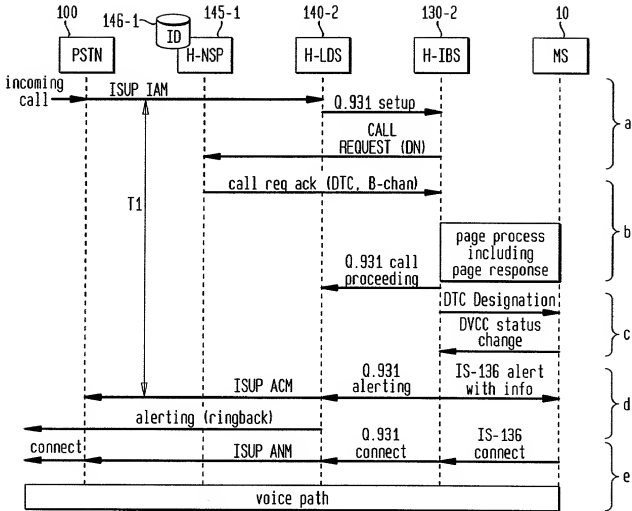 100
146-1
145-1
140-2
130-2
10
ID
PSTN
H-NSP
H-LDS
H-IBS
MS
incoming
call
ISUP IAM
Q.931 setup
CALL
REQUEST (DN)
a
call req ack (DTC, B-chan)
T1
page process
including
page response
b
Q.931 call
proceeding
DTC Designation
DVCC status
change
c
ISUP ACM
Q.931
alerting
IS-136 alert
with info
d
alerting (ringback)
connect
ISUP ANM
Q.931
connect
IS-136
connect
e
voice path